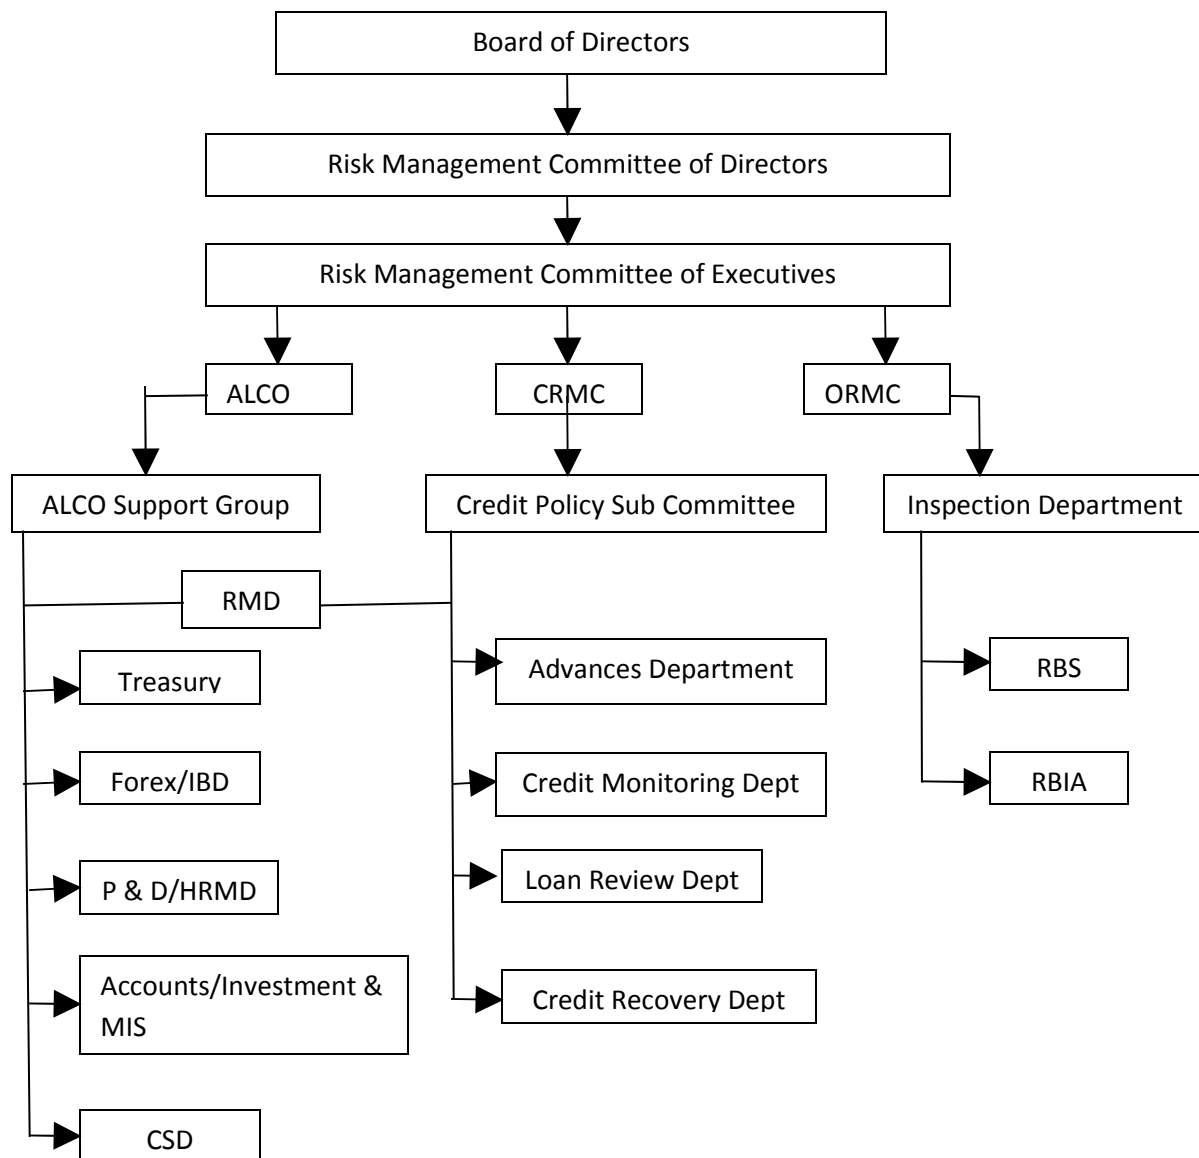 Board of Directors
Risk Management Committee of Directors
Risk Management Committee of Executives
ALCO
CRMC
ORMC
ALCO Support Group
Credit Policy Sub Committee
Inspection Department
RMD
Treasury
Advances Department
RBS
Forex/IBD
Credit Monitoring Dept
RBIA
P & D/HRMD
Loan Review Dept
Accounts/Investment &
MIS
Credit Recovery Dept
CSD